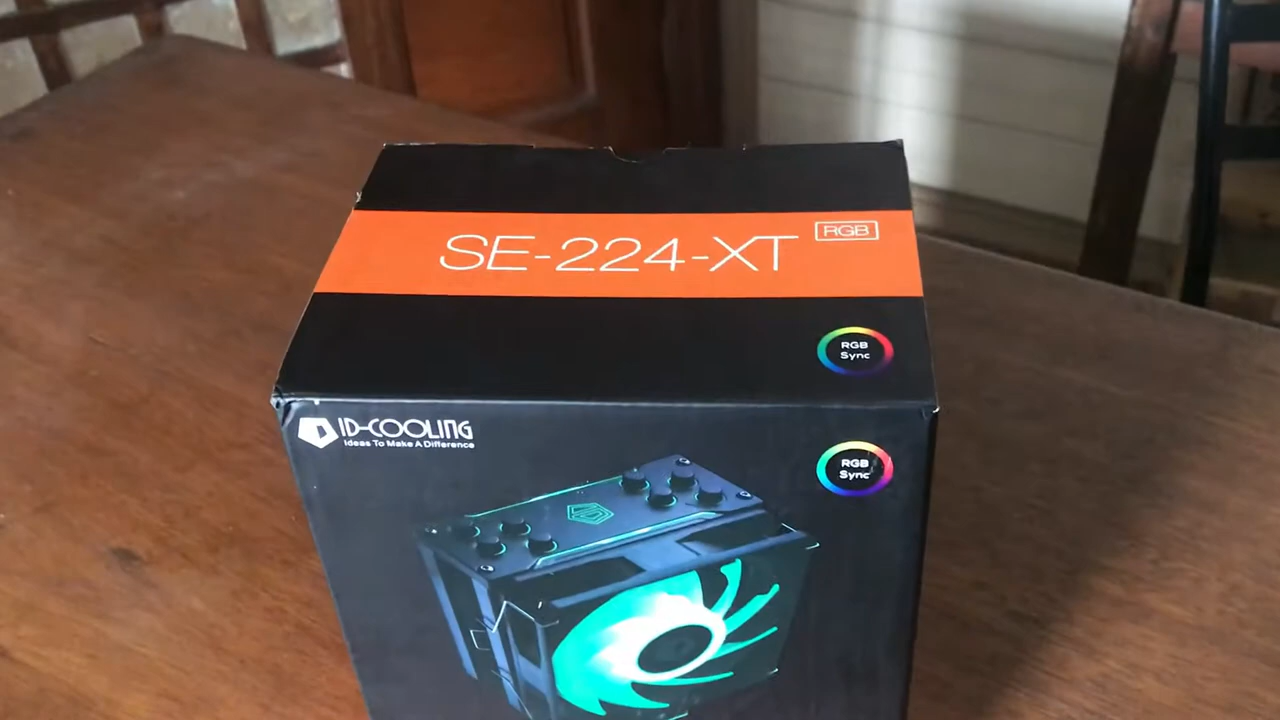 SE-224-XT RGB
RGB
Sync
ID-COOLING
Ideas To Make A Difference
RGB
Sync